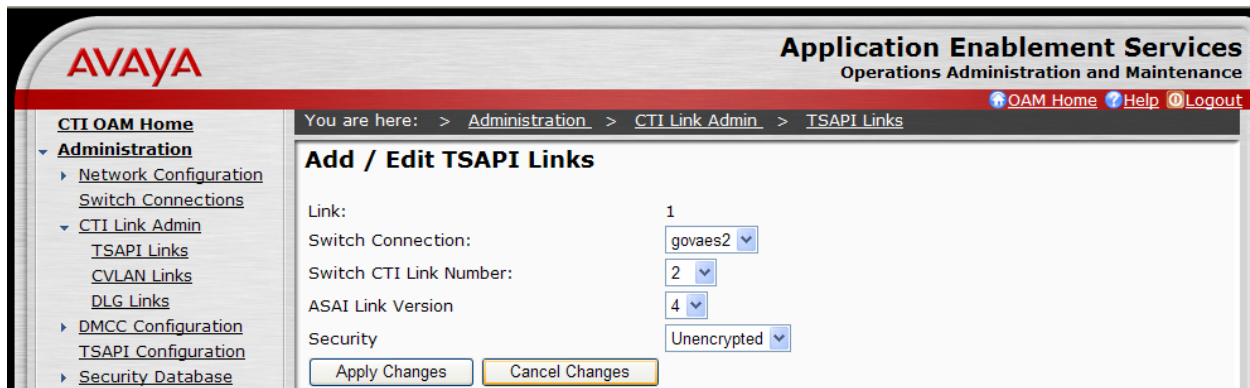 AVAYA
Application Enablement Services
Operations Administration and Maintenance
OAM Home ?Help Logout
CTI OAM Home
Administration
Network Configuration
Switch Connections
CTI Link Admin
TSAPI Links
CVLAN Links
DLG Links
DMCC Configuration
TSAPI Configuration
Security Database
You are here: > Administration > CTI Link Admin > TSAPI Links
Add / Edit TSAPI Links
Link: 1
Switch Connection: govaes2
Switch CTI Link Number: 2
ASAI Link Version 4
Security Unencrypted
Apply Changes Cancel Changes